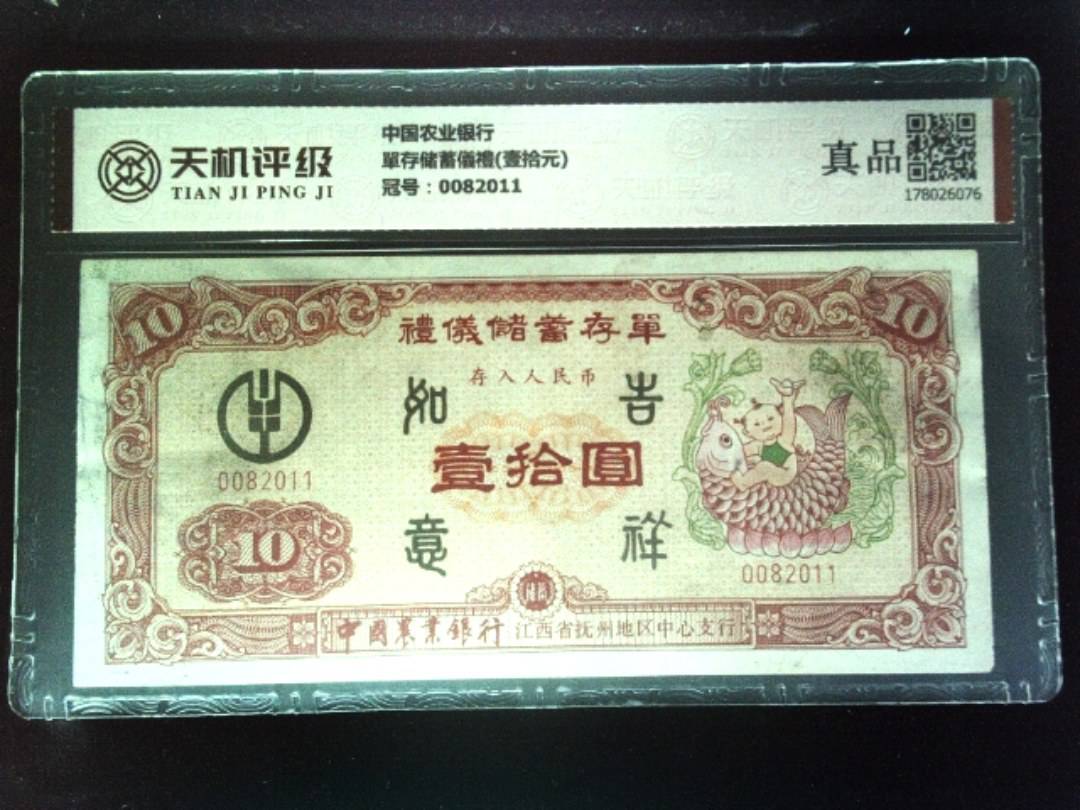 天机评级
TIAN JI PING JI
中国农业银行
單存储蓄儀禮(壹拾元)
冠号：0082011
真品
178026076
10
10
禮儀儲蓄存單
存入人民币
如
吉
壹拾圓
0082011
意
祥
10
0082011
中國農業銀行 江西省抚州地区中心支行